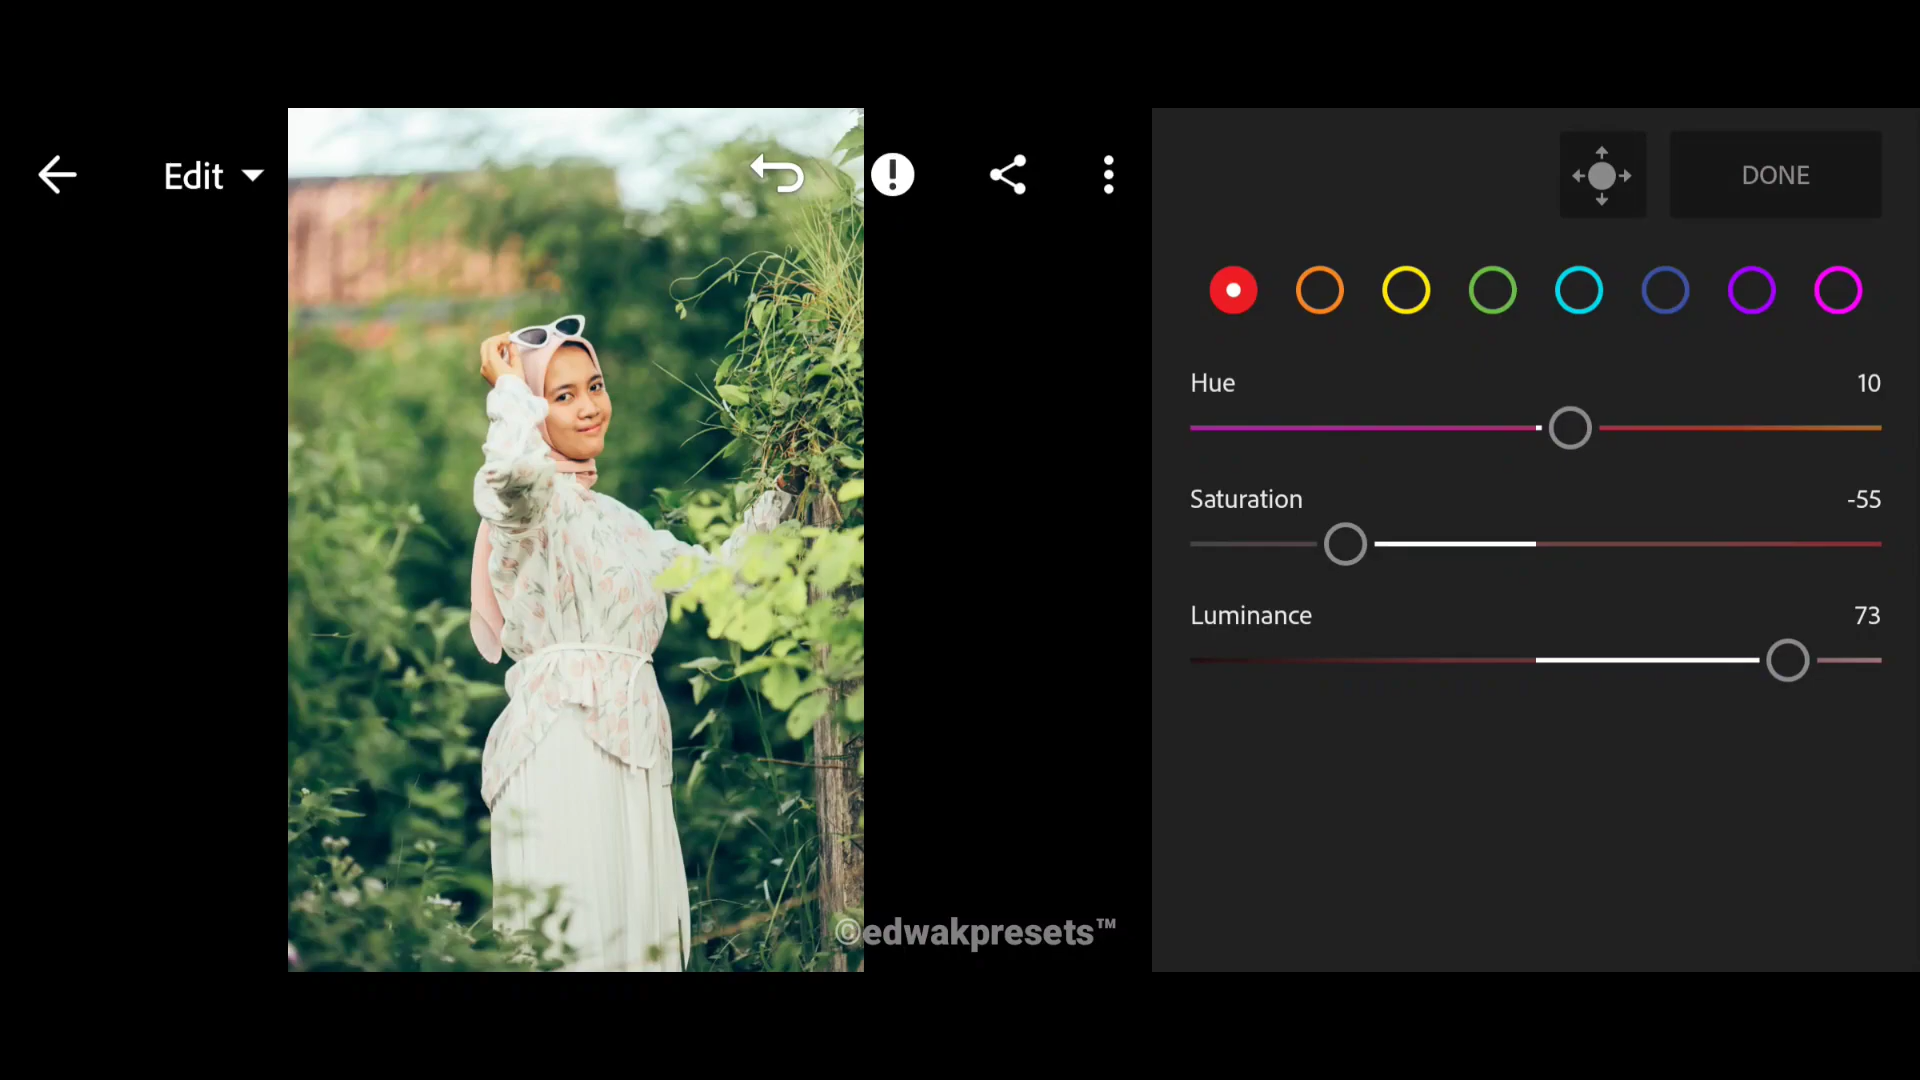 Edit
DONE
Hue 10
Saturation -55
Luminance 73
©edwakpresets™